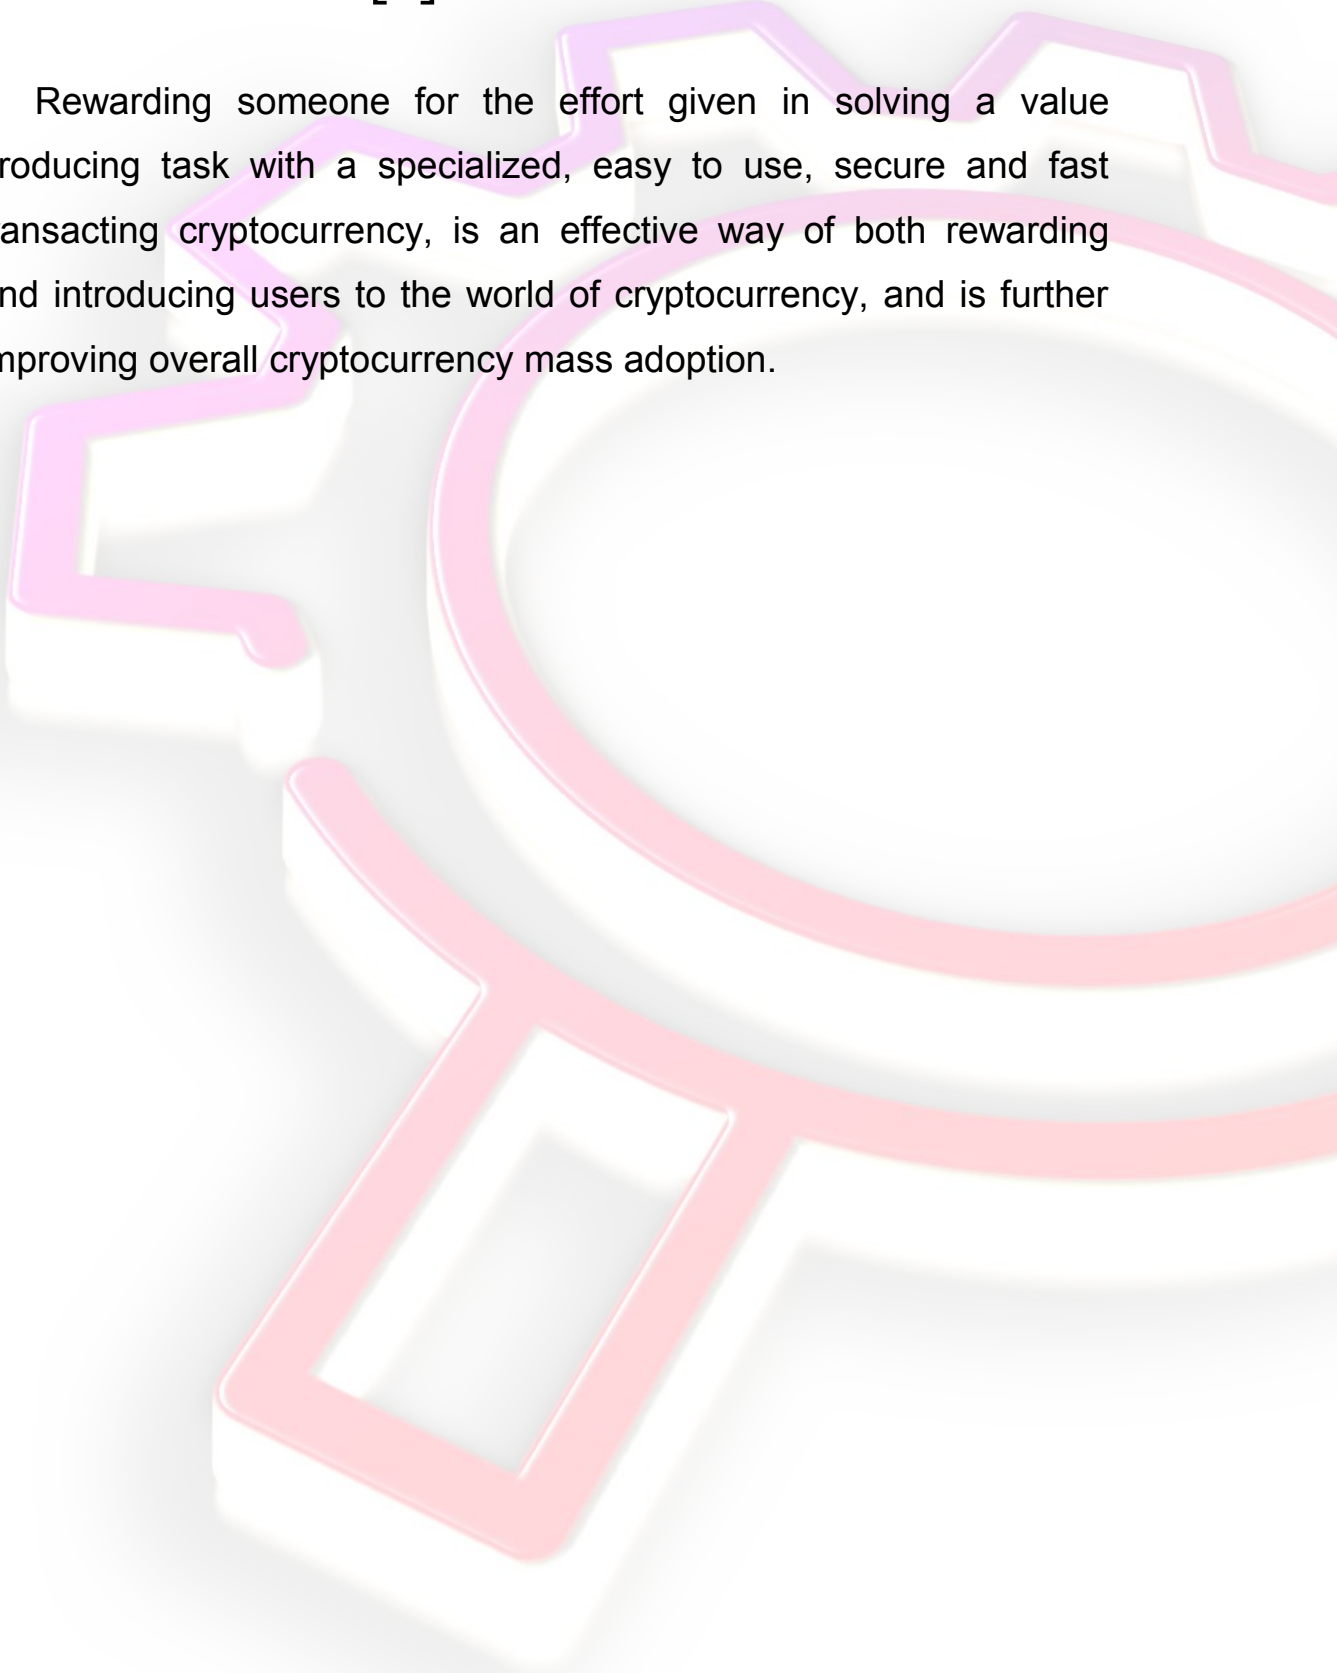 Rewarding someone for the effort given in solving a value
roducing task with a specialized, easy to use, secure and fast
ansacting cryptocurrency, is an effective way of both rewarding
nd introducing users to the world of cryptocurrency, and is further
mproving overall cryptocurrency mass adoption.